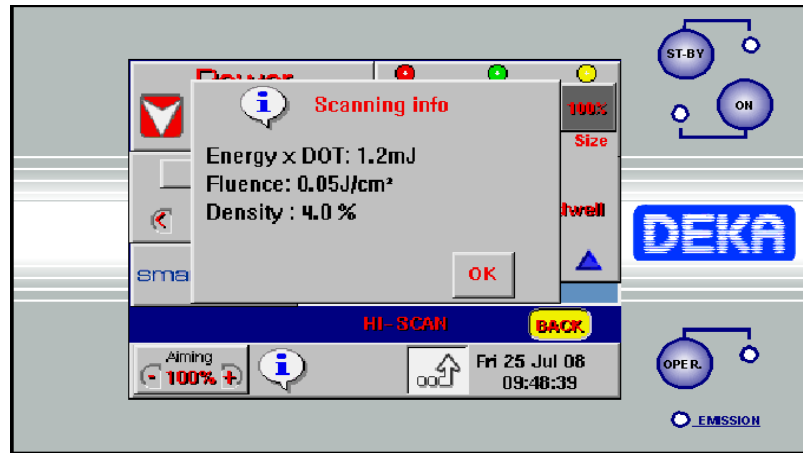 ST-BY
ON
Scanning info
100%
Size
Energy x DOT: 1.2mJ
Fluence: 0.05J/cm²
Density : 4.0 %
OK
DEKA
HI-SCAN
BACK
Aiming
- 100% +
Fri 25 Jul 08
09:48:39
OPER.
EMISSION